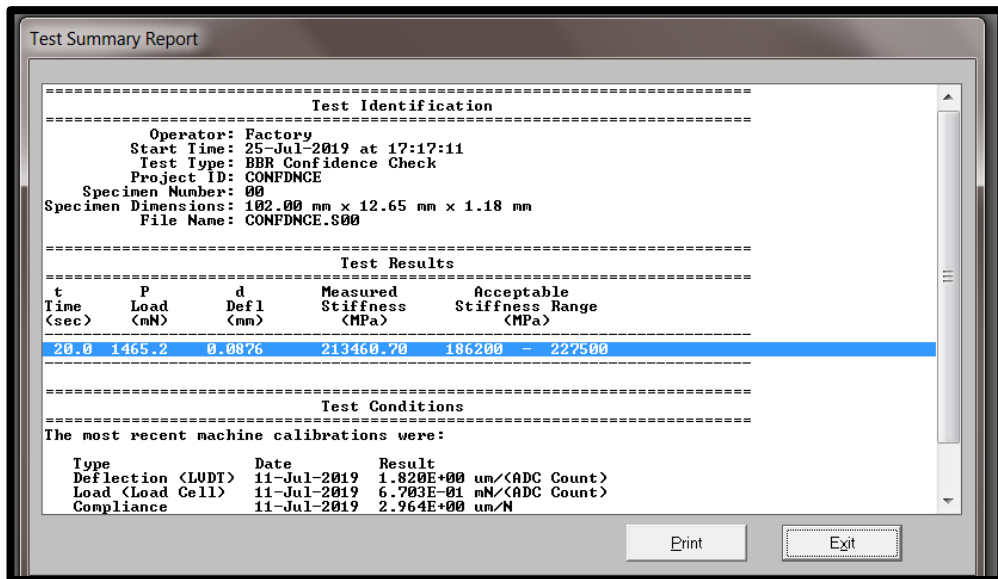 Test Summary Report
================================================================================
Test Identification
================================================================================
Operator: Factory
Start Time: 25-Jul-2019 at 17:17:11
Test Type: BBR Confidence Check
Project ID: CONFDNCE
Specimen Number: 00
Specimen Dimensions: 102.00 mm x 12.65 mm x 1.18 mm
File Name: CONFDNCE.S00
================================================================================
Test Results
================================================================================
t P d Measured Acceptable
Time Load Defl Stiffness Stiffness Range
(sec) (mN) (mm) (MPa) (MPa)
--------------------------------------------------------------------------------
20.0 1465.2 0.0876 213460.70 186200 - 227500
--------------------------------------------------------------------------------
================================================================================
Test Conditions
================================================================================
The most recent machine calibrations were:
Type Date Result
Deflection (LVDT) 11-Jul-2019 1.820E+00 um/(ADC Count)
Load (Load Cell) 11-Jul-2019 6.703E-01 mN/(ADC Count)
Compliance 11-Jul-2019 2.964E+00 um/N
Print Exit